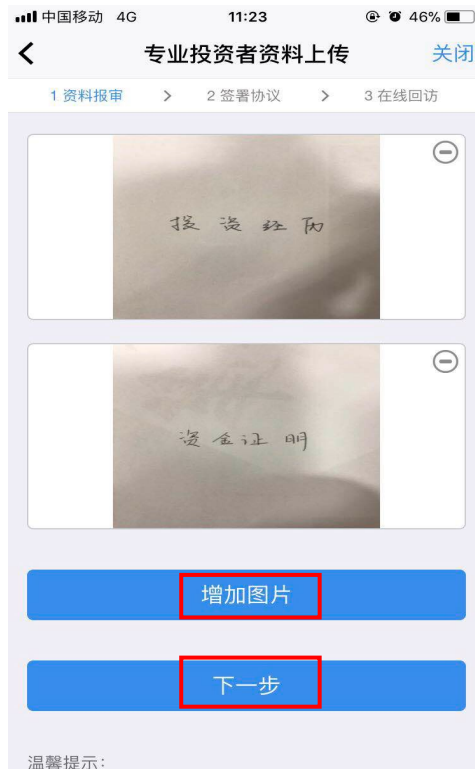 中国移动 4G 11:23 46%
专业投资者资料上传 关闭
1 资料报审 > 2 签署协议 > 3 在线回访
投资经历
资金证明
增加图片
下一步
温馨提示：